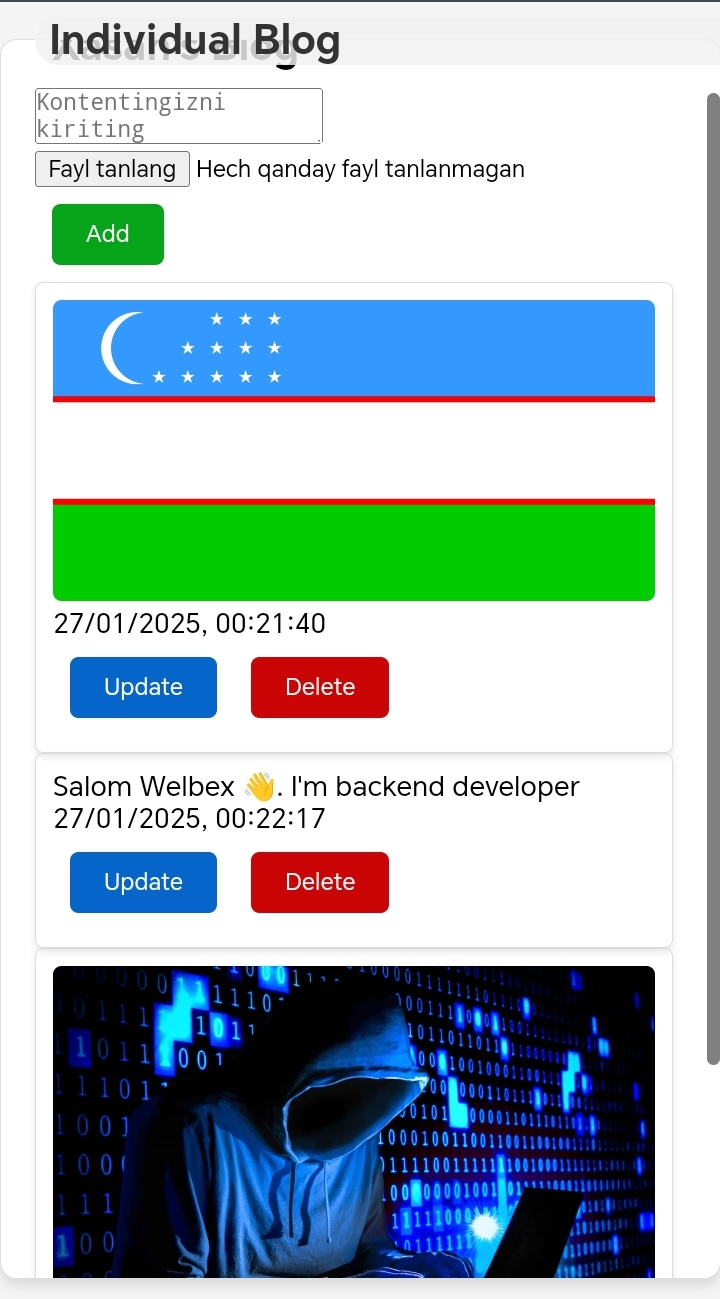 Individual Blog
Kontentingizni
kiriting
Fayl tanlang Hech qanday fayl tanlanmagan
Add
27/01/2025, 00:21:40
Update Delete
Salom Welbex 👋. I'm backend developer
27/01/2025, 00:22:17
Update Delete